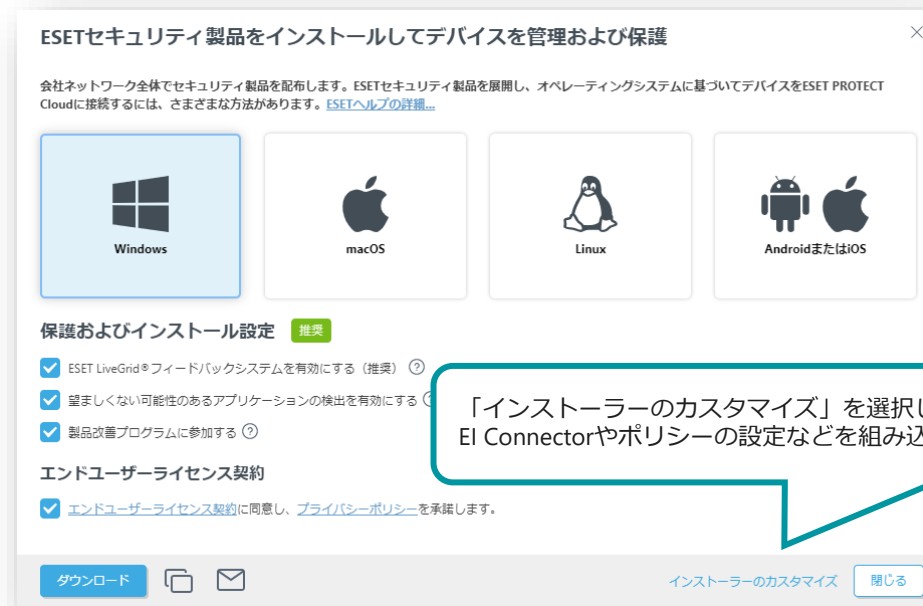 ESETセキュリティ製品をインストールしてデバイスを管理および保護
会社ネットワーク全体でセキュリティ製品を配布します。ESETセキュリティ製品を展開し、オペレーティングシステムに基づいてデバイスをESET PROTECT
Cloudに接続するには、さまざまな方法があります。ESETヘルプの詳細...
Windows
macOS
Linux
AndroidまたはiOS
保護およびインストール設定 推奨
ESET LiveGrid®フィードバックシステムを有効にする（推奨）
望ましくない可能性のあるアプリケーションの検出を有効にする
製品改善プログラムに参加する
「インストーラーのカスタマイズ」を選択し
EI Connectorやポリシーの設定などを組み込
エンドユーザーライセンス契約
エンドユーザーライセンス契約に同意し、プライバシーポリシーを承諾します。
ダウンロード
インストーラーのカスタマイズ
閉じる